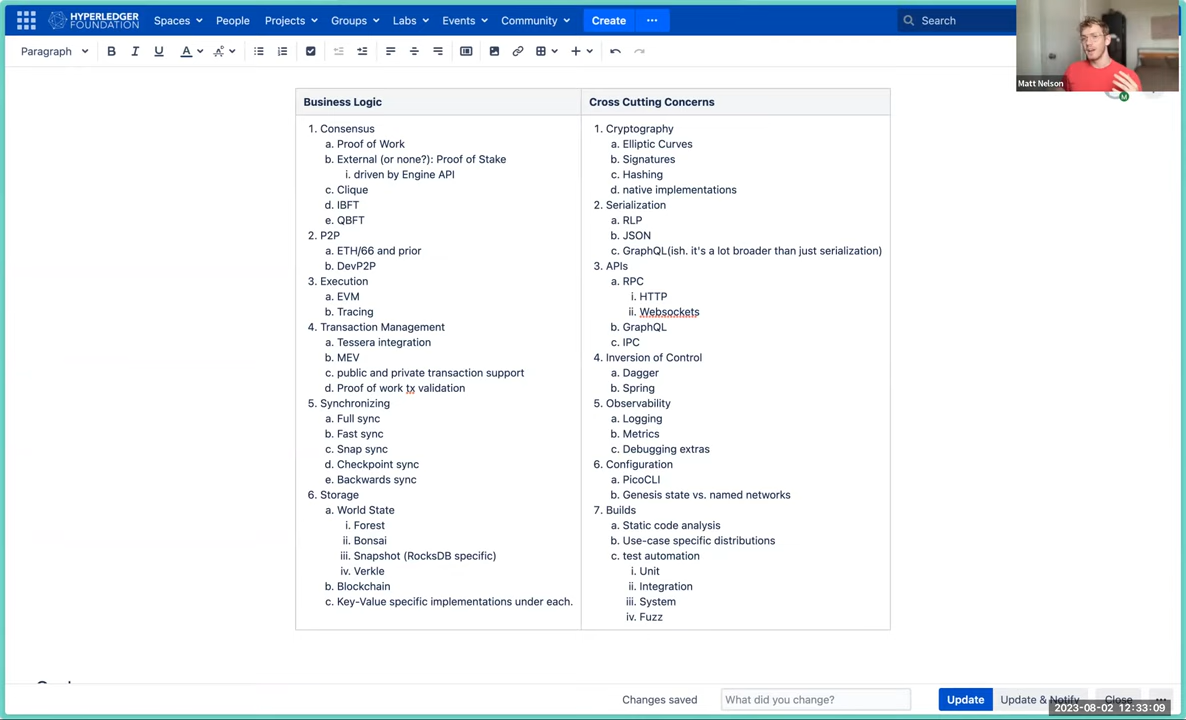 HYPERLEDGER
FOUNDATION
Spaces People Projects Groups Labs Events Community Create ... Search
Paragraph B I U A
Matt Nelson
M
Business Logic
1. Consensus
a. Proof of Work
b. External (or none?): Proof of Stake
i. driven by Engine API
c. Clique
d. IBFT
e. QBFT
2. P2P
a. ETH/66 and prior
b. DevP2P
3. Execution
a. EVM
b. Tracing
4. Transaction Management
a. Tessera integration
b. MEV
c. public and private transaction support
d. Proof of work tx validation
5. Synchronizing
a. Full sync
b. Fast sync
c. Snap sync
d. Checkpoint sync
e. Backwards sync
6. Storage
a. World State
i. Forest
ii. Bonsai
iii. Snapshot (RocksDB specific)
iv. Verkle
b. Blockchain
c. Key-Value specific implementations under each.
Cross Cutting Concerns
1. Cryptography
a. Elliptic Curves
b. Signatures
c. Hashing
d. native implementations
2. Serialization
a. RLP
b. JSON
c. GraphQL(ish. it's a lot broader than just serialization)
3. APIs
a. RPC
i. HTTP
ii. Websockets
b. GraphQL
c. IPC
4. Inversion of Control
a. Dagger
b. Spring
5. Observability
a. Logging
b. Metrics
c. Debugging extras
6. Configuration
a. PicoCLI
b. Genesis state vs. named networks
7. Builds
a. Static code analysis
b. Use-case specific distributions
c. test automation
i. Unit
ii. Integration
iii. System
iv. Fuzz
Changes saved What did you change? Update Update & Notify Close ...
2023-08-02 12:33:09